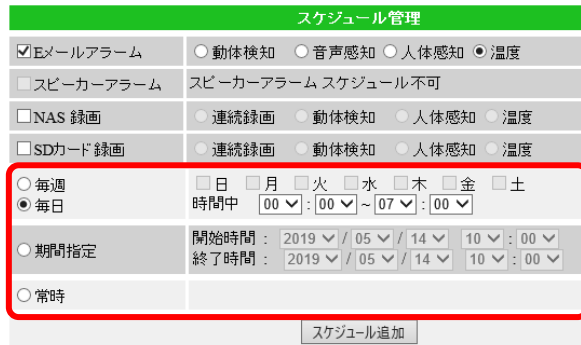 スケジュール管理
Eメールアラーム 動体検知 音声感知 人体感知 温度
スピーカーアラーム スピーカーアラーム スケジュール不可
NAS 録画 連続録画 動体検知 人体感知 温度
SDカード録画 連続録画 動体検知 人体感知 温度
毎週 日 月 火 水 木 金 土
毎日 時間中 00 : 00 ~ 07 : 00
期間指定 開始時間 : 2019 / 05 / 14 10 : 00
終了時間 : 2019 / 05 / 14 10 : 00
常時
スケジュール追加